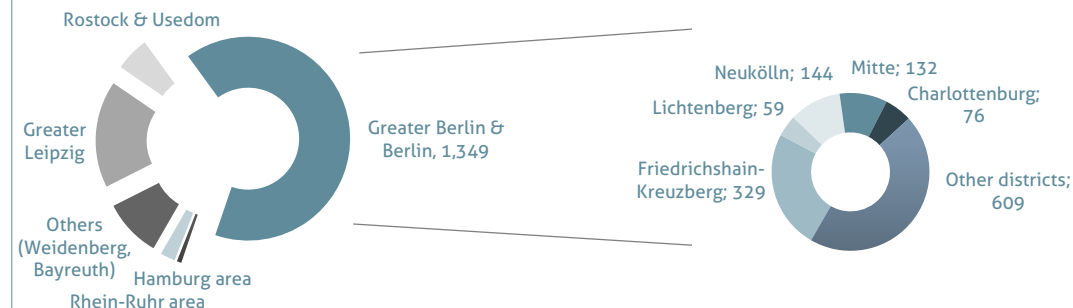 Rostock & Usedom
Greater
Leipzig
Others
(Weidenberg,
Bayreuth)
Hamburg area
Rhein-Ruhr area
Greater Berlin &
Berlin, 1,349
Neukölln; 144
Mitte; 132
Lichtenberg; 59
Charlottenburg;
76
Friedrichshain-
Kreuzberg; 329
Other districts;
609